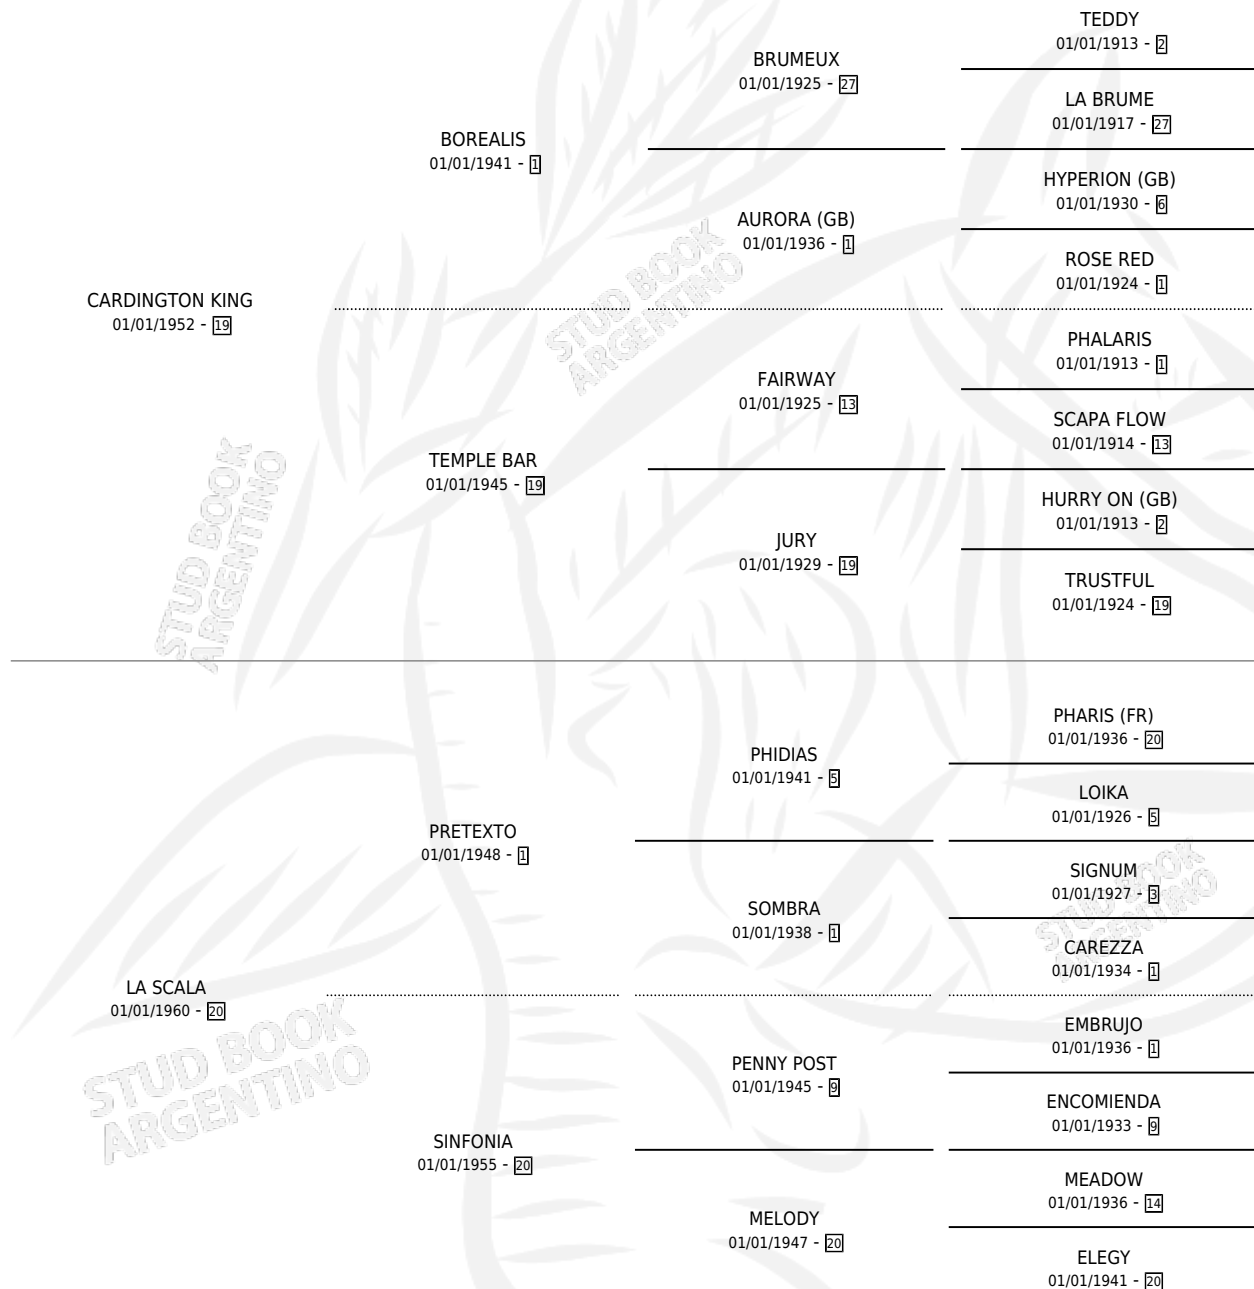 TEDDY
01/01/1913 - 2
BRUMEUX
01/01/1925 - 27
LA BRUME
01/01/1917 - 27
BOREALIS
01/01/1941 - 1
HYPERION (GB)
01/01/1930 - 6
AURORA (GB)
01/01/1936 - 1
ROSE RED
01/01/1924 - 1
CARDINGTON KING
01/01/1952 - 19
PHALARIS
01/01/1913 - 1
FAIRWAY
01/01/1925 - 13
SCAPA FLOW
01/01/1914 - 13
TEMPLE BAR
01/01/1945 - 19
HURRY ON (GB)
01/01/1913 - 2
JURY
01/01/1929 - 19
TRUSTFUL
01/01/1924 - 19
STUD BOOK
ARGENTINO
STUD BOOK
ARGENTINO
PHARIS (FR)
01/01/1936 - 20
PHIDIAS
01/01/1941 - 5
LOIKA
01/01/1926 - 5
PRETEXTO
01/01/1948 - 1
SIGNUM
01/01/1927 - 3
SOMBRA
01/01/1938 - 1
CAREZZA
01/01/1934 - 1
LA SCALA
01/01/1960 - 20
EMBRUJO
01/01/1936 - 1
PENNY POST
01/01/1945 - 9
ENCOMIENDA
01/01/1933 - 9
SINFONIA
01/01/1955 - 20
MEADOW
01/01/1936 - 14
MELODY
01/01/1947 - 20
ELEGY
01/01/1941 - 20
STUD BOOK
ARGENTINO
STUD BOOK
ARGENTINO